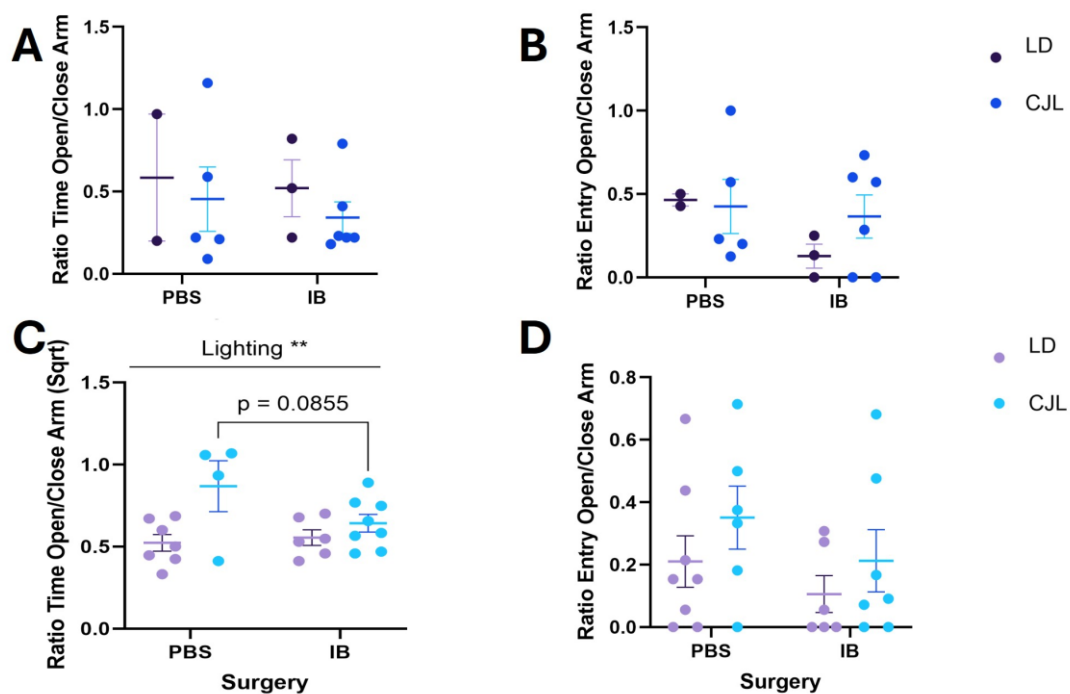 A
Ratio Time Open/Close Arm
1.5
1.0
0.5
0.0
PBS
IB
B
Ratio Entry Open/Close Arm
1.5
1.0
0.5
0.0
PBS
IB
LD
CJL
C
Ratio Time Open/Close Arm (Sqrt)
Lighting **
p = 0.0855
1.5
1.0
0.5
0.0
PBS
IB
Surgery
D
Ratio Entry Open/Close Arm
0.8
0.6
0.4
0.2
0.0
PBS
IB
Surgery
LD
CJL